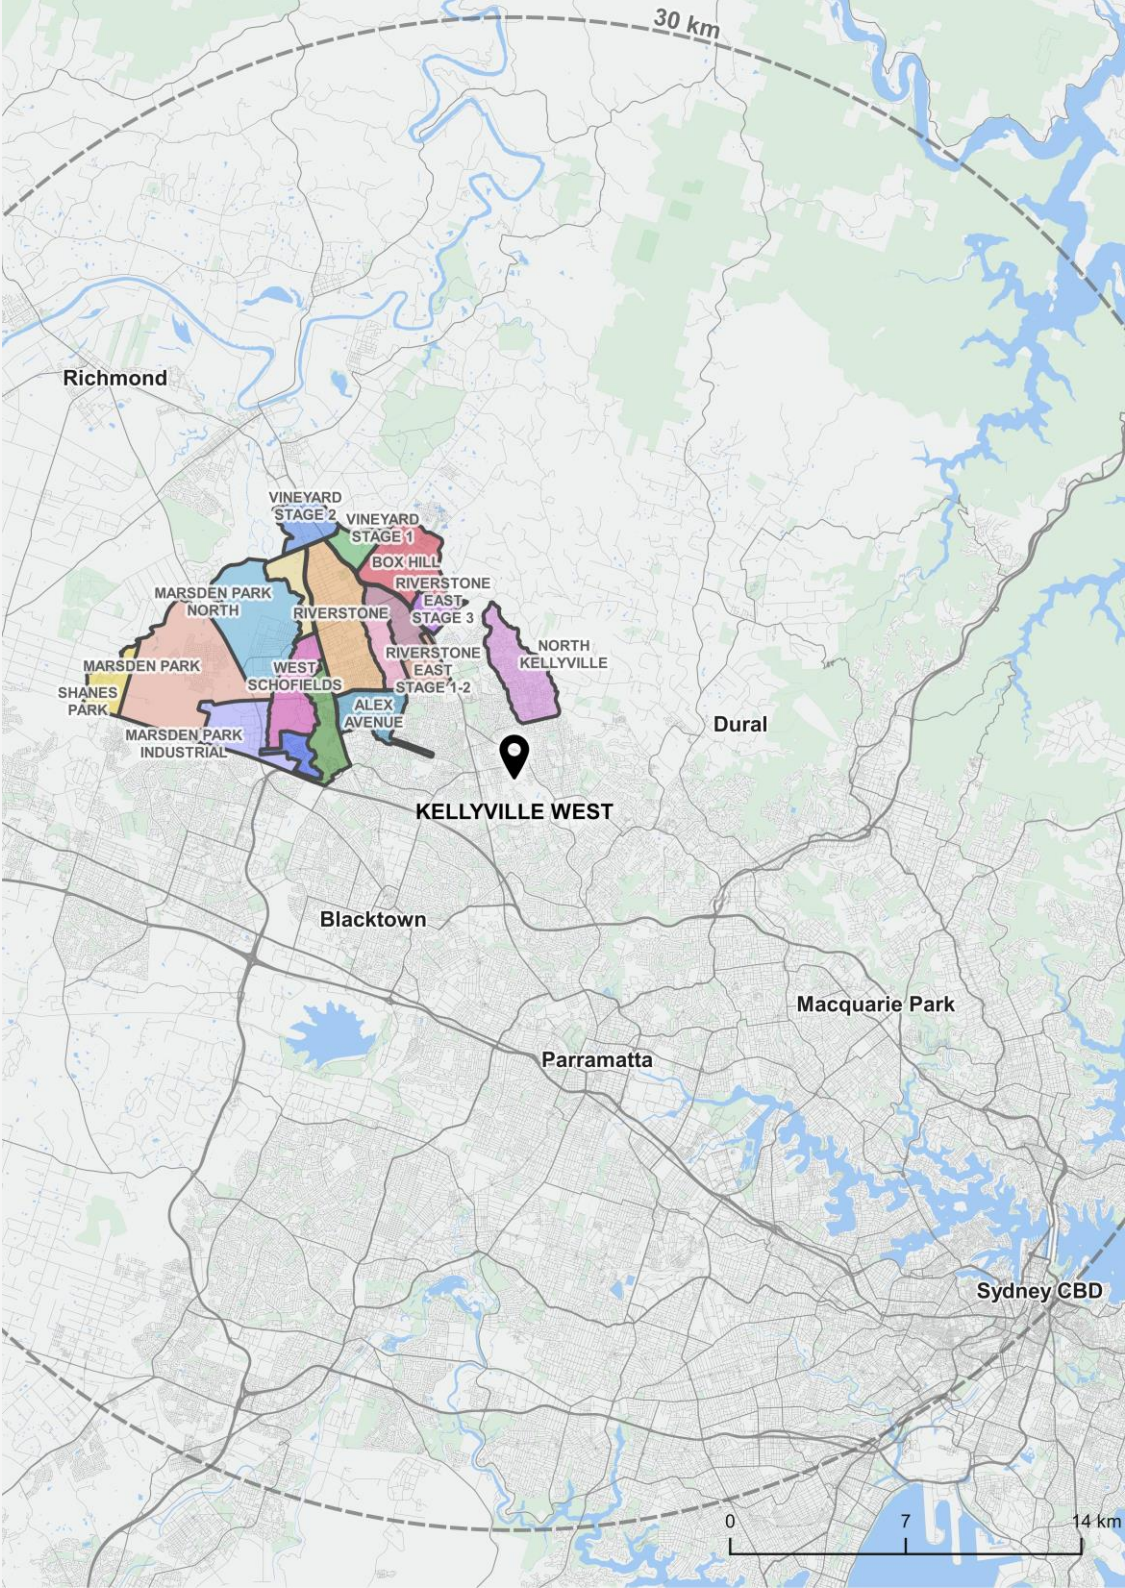 30 km
Richmond
VINEYARD
STAGE 2
VINEYARD
STAGE 1
BOX HILL
RIVERSTONE
EAST
STAGE 3
MARSDEN PARK
NORTH
RIVERSTONE
NORTH
KELLYVILLE
RIVERSTONE
EAST
STAGE 1-2
MARSDEN PARK
WEST
SCHOFIELDS
SHANES
PARK
ALEX
AVENUE
MARSDEN PARK
INDUSTRIAL
Dural
KELLYVILLE WEST
Blacktown
Macquarie Park
Parramatta
Sydney CBD
0 7 14 km